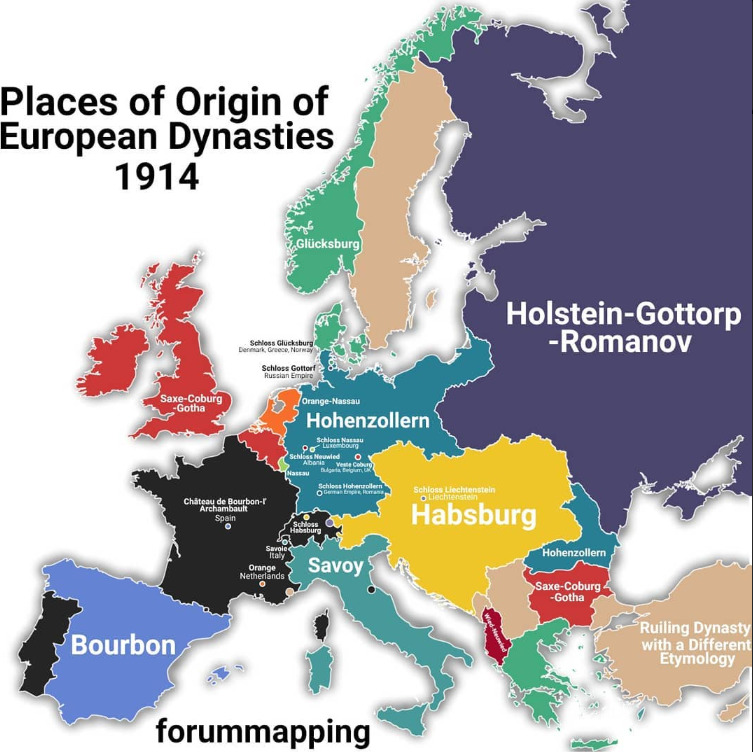 Places of Origin of
European Dynasties
1914
Glücksburg
Holstein-Gottorp
-Romanov
Schloss Glücksburg
Denmark, Greece, Norway
Schloss Gottorf
Russian Empire
Saxe-Coburg
-Gotha
Orange-Nassau
Hohenzollern
Schloss Nassau
Luxembourg
Schloss Neuwied
Albania
Veste Coburg
Bulgaria, Belgium, UK
Nassau
Schloss Hohenzollern
German Empire, Romania
Schloss Liechtenstein
Liechtenstein
Habsburg
Château de Bourbon-l'
Archambault
Spain
Schloss
Habsburg
Savoie
Italy
Savoy
Orange
Netherlands
Hohenzollern
Saxe-Coburg
-Gotha
Wied-Neuwied
Bourbon
Ruiling Dynasty
with a Different
Etymology
forummapping